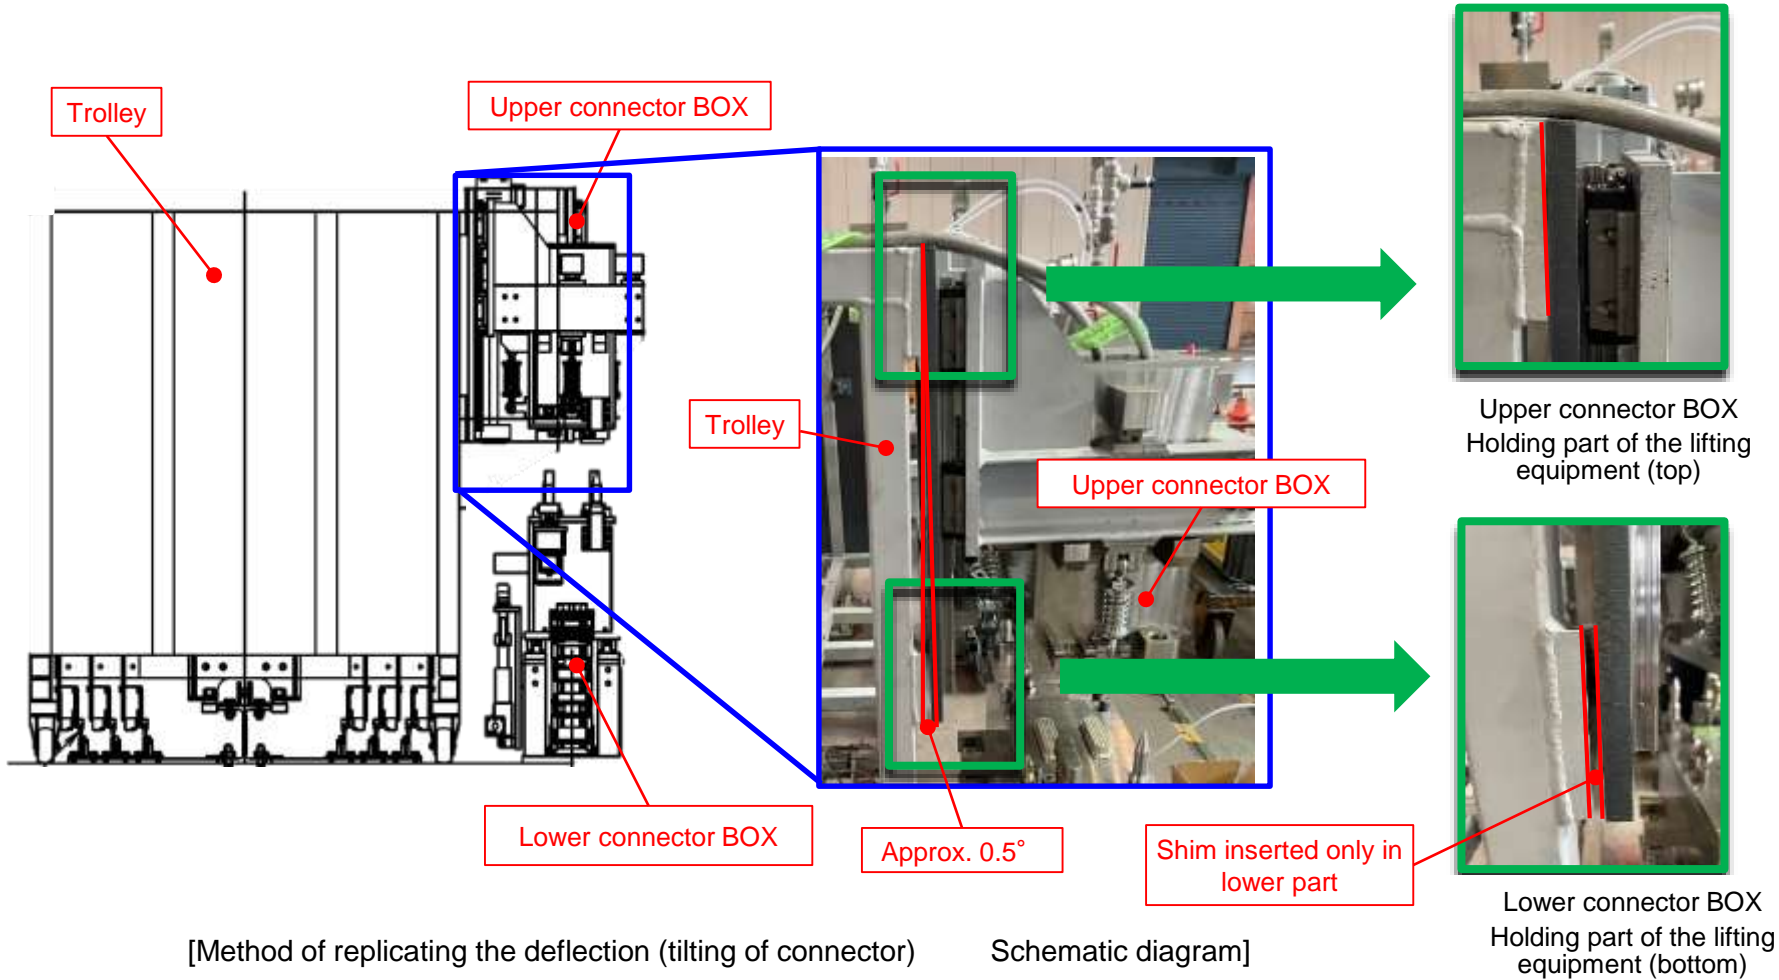 Trolley
Upper connector BOX
Trolley
Upper connector BOX
Upper connector BOX
Holding part of the lifting
equipment (top)
Lower connector BOX
Approx. 0.5°
Shim inserted only in
lower part
Lower connector BOX
Holding part of the lifting
equipment (bottom)
[Method of replicating the deflection (tilting of connector) Schematic diagram]